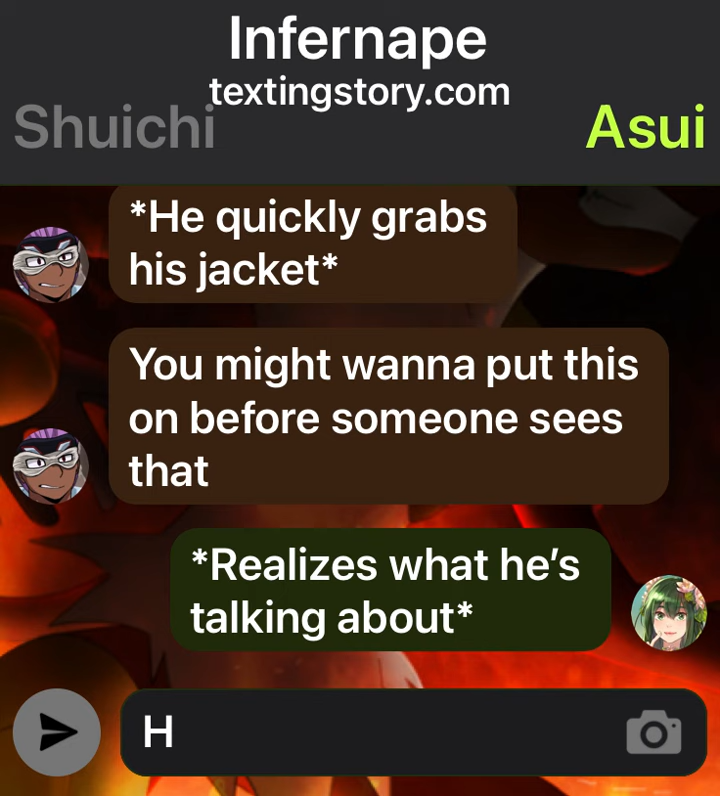 Infernape
textingstory.com
Shuichi
Asui
*He quickly grabs
his jacket*
You might wanna put this
on before someone sees
that
*Realizes what he’s
talking about*
H